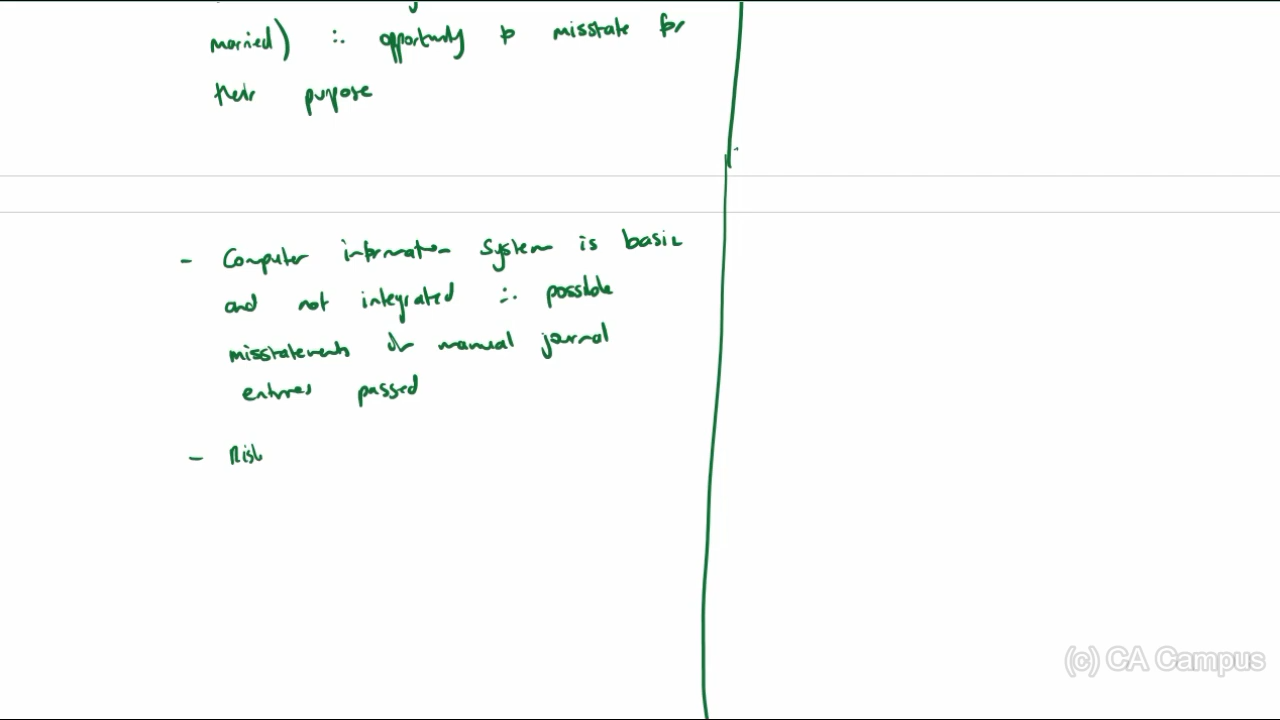 married) ∴ opportunity to misstate for
their purpose
- Computer information system is basic
and not integrated ∴ possible
misstatements in manual journal
entries passed
- Risk
(c) CA Campus